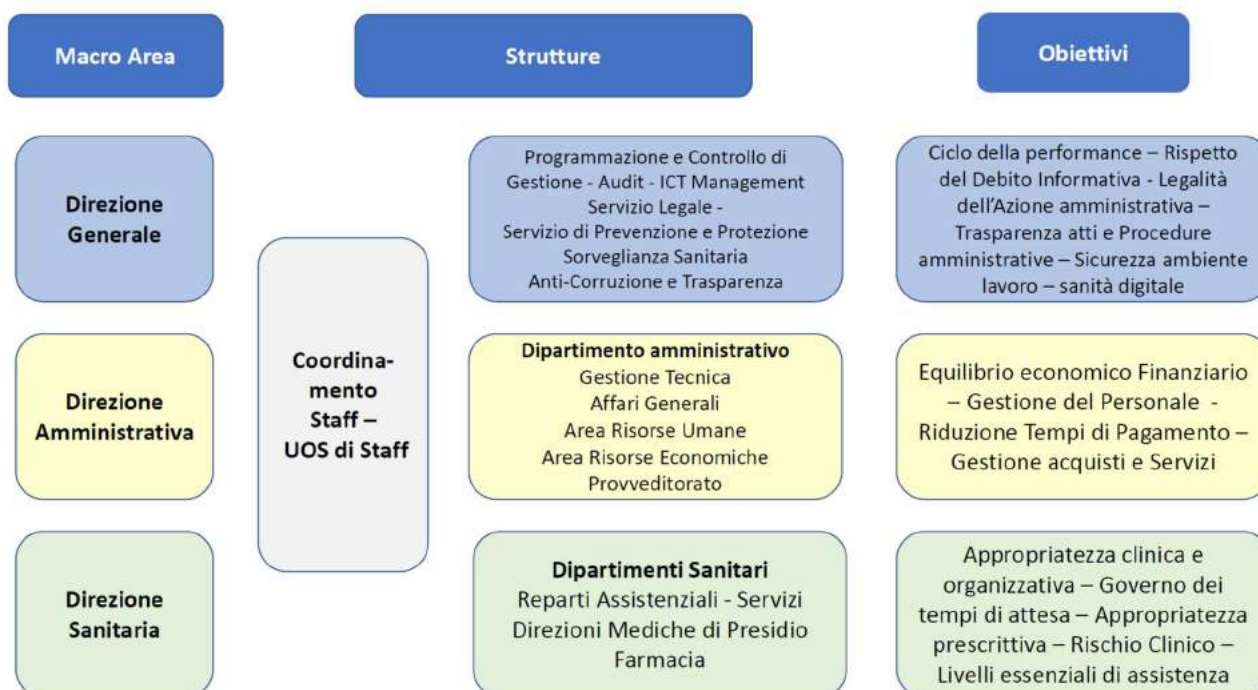 Macro Area
Strutture
Obiettivi
Direzione
Generale
Programmazione e Controllo di
Gestione - Audit - ICT Management
Servizio Legale -
Servizio di Prevenzione e Protezione
Sorveglianza Sanitaria
Anti-Corruzione e Trasparenza
Ciclo della performance – Rispetto
del Debito Informativa - Legalità
dell'Azione amministrativa –
Trasparenza atti e Procedure
amministrative – Sicurezza ambiente
lavoro – sanità digitale
Coordina-
mento
Staff –
UOS di Staff
Direzione
Amministrativa
Dipartimento amministrativo
Gestione Tecnica
Affari Generali
Area Risorse Umane
Area Risorse Economiche
Provveditorato
Equilibrio economico Finanziario
– Gestione del Personale -
Riduzione Tempi di Pagamento –
Gestione acquisti e Servizi
Direzione
Sanitaria
Dipartimenti Sanitari
Reparti Assistenziali - Servizi
Direzioni Mediche di Presidio
Farmacia
Appropriatezza clinica e
organizzativa – Governo dei
tempi di attesa – Appropriatezza
prescrittiva – Rischio Clinico –
Livelli essenziali di assistenza